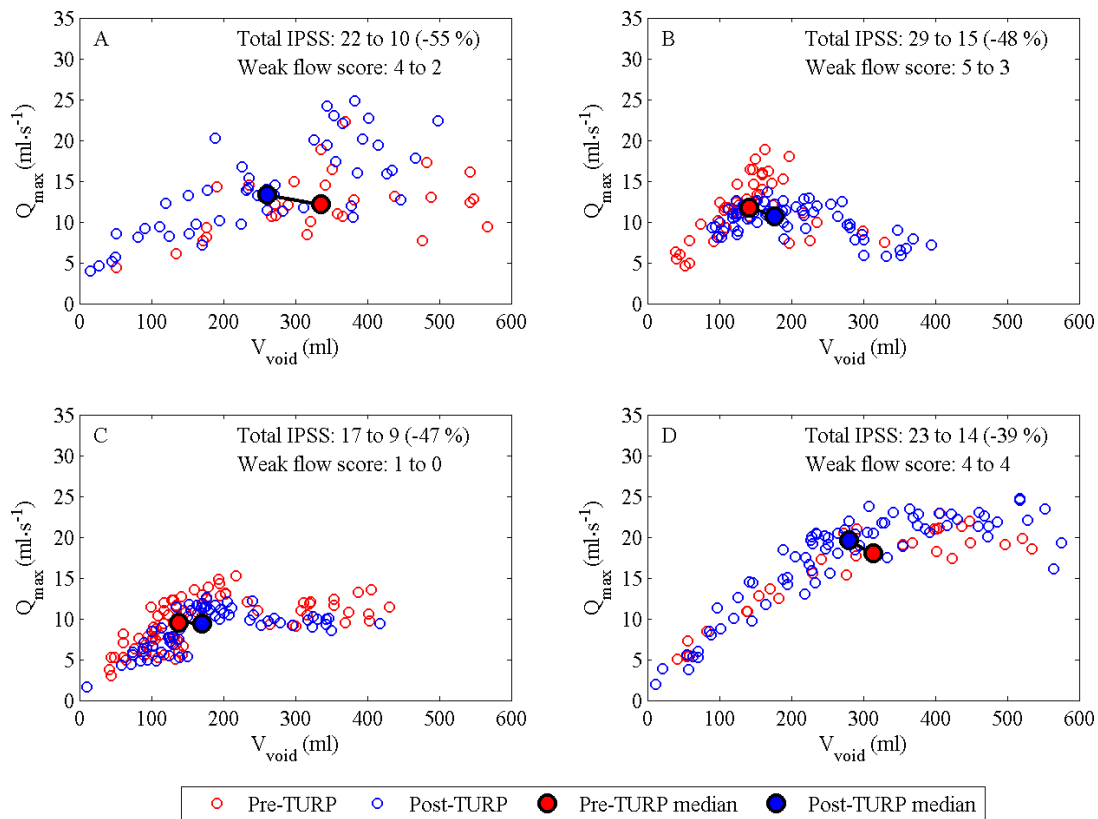 A
Total IPSS: 22 to 10 (-55 %)
Weak flow score: 4 to 2
35
30
25
20
15
10
5
0
Q_max (ml·s⁻¹)
0 100 200 300 400 500 600
V_void (ml)
B
Total IPSS: 29 to 15 (-48 %)
Weak flow score: 5 to 3
35
30
25
20
15
10
5
0
Q_max (ml·s⁻¹)
0 100 200 300 400 500 600
V_void (ml)
C
Total IPSS: 17 to 9 (-47 %)
Weak flow score: 1 to 0
35
30
25
20
15
10
5
0
Q_max (ml·s⁻¹)
0 100 200 300 400 500 600
V_void (ml)
D
Total IPSS: 23 to 14 (-39 %)
Weak flow score: 4 to 4
35
30
25
20
15
10
5
0
Q_max (ml·s⁻¹)
0 100 200 300 400 500 600
V_void (ml)
Pre-TURP Post-TURP Pre-TURP median Post-TURP median